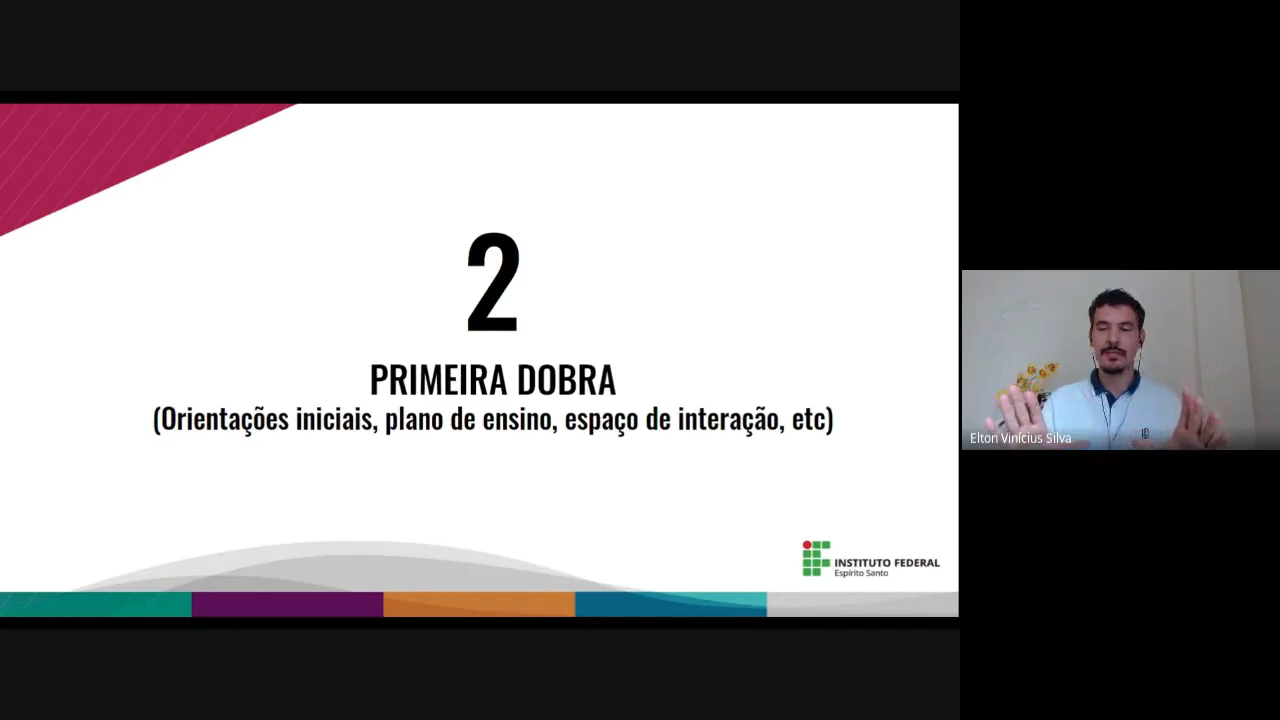 2
PRIMEIRA DOBRA
(Orientações iniciais, plano de ensino, espaço de interação, etc)
INSTITUTO FEDERAL
Espírito Santo
Elton Vinícius Silva